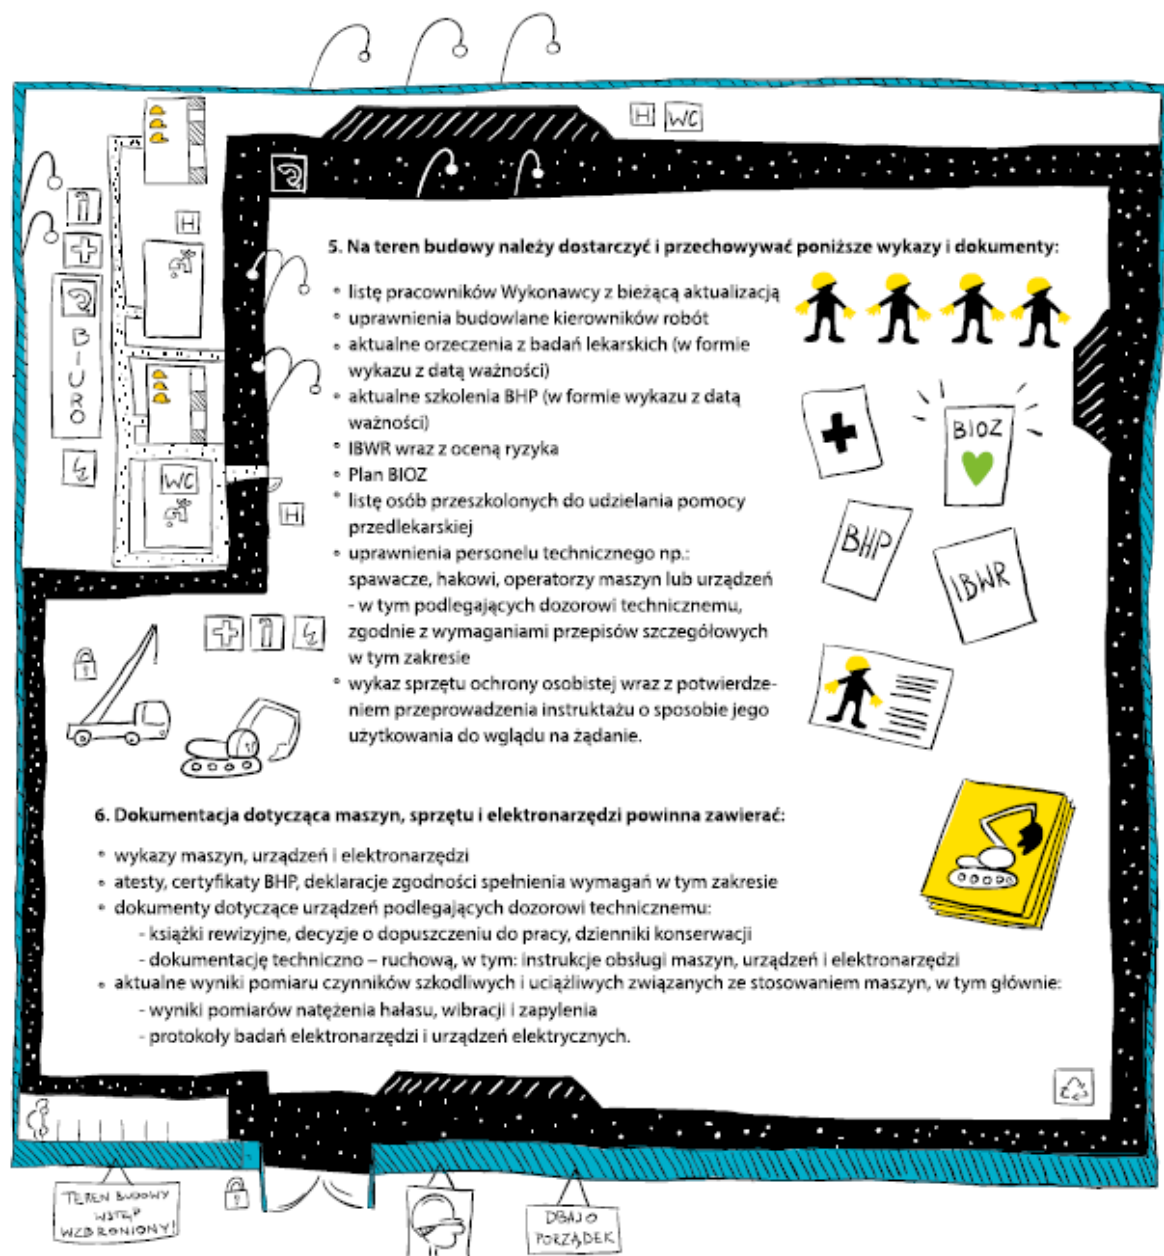 H WC
H
B
I
U
R
O
WC
H
5. Na teren budowy należy dostarczyć i przechowywać poniższe wykazy i dokumenty:
• listę pracowników Wykonawcy z bieżącą aktualizacją
• uprawnienia budowlane kierowników robót
• aktualne orzeczenia z badań lekarskich (w formie
wykazu z datą ważności)
• aktualne szkolenia BHP (w formie wykazu z datą
ważności)
• IBWR wraz z oceną ryzyka
• Plan BIOZ
• listę osób przeszkolonych do udzielania pomocy
przedlekarskiej
• uprawnienia personelu technicznego np.:
spawacze, hakowi, operatorzy maszyn lub urządzeń
- w tym podlegających dozorowi technicznemu,
zgodnie z wymaganiami przepisów szczegółowych
w tym zakresie
• wykaz sprzętu ochrony osobistej wraz z potwierdze-
niem przeprowadzenia instruktażu o sposobie jego
użytkowania do wglądu na żądanie.
BIOZ
BHP
IBWR
6. Dokumentacja dotycząca maszyn, sprzętu i elektronarzędzi powinna zawierać:
• wykazy maszyn, urządzeń i elektronarzędzi
• atesty, certyfikaty BHP, deklaracje zgodności spełnienia wymagań w tym zakresie
• dokumenty dotyczące urządzeń podlegających dozorowi technicznemu:
- książki rewizyjne, decyzje o dopuszczeniu do pracy, dzienniki konserwacji
- dokumentację techniczno – ruchową, w tym: instrukcje obsługi maszyn, urządzeń i elektronarzędzi
• aktualne wyniki pomiaru czynników szkodliwych i uciążliwych związanych ze stosowaniem maszyn, w tym głównie:
- wyniki pomiarów natężenia hałasu, wibracji i zapylenia
- protokoły badań elektronarzędzi i urządzeń elektrycznych.
TEREN BUDOWY
WSTĘP
WZBRONIONY!
DBAJ O
PORZĄDEK